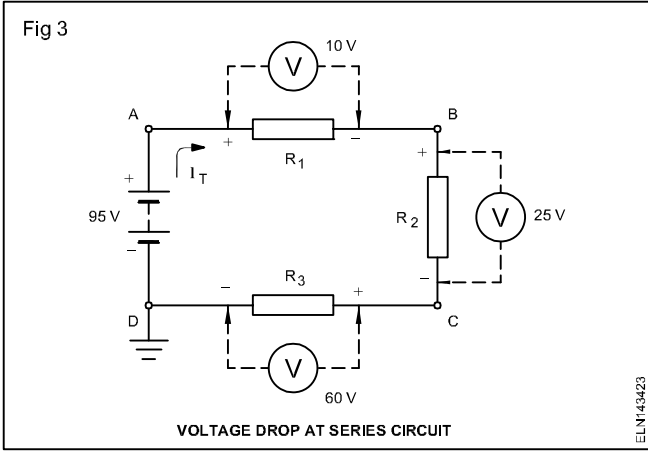 Fig 3
10 V
V
A
B
+
−
R1
IT
+
95 V
−
+
R2
V
25 V
−
R3
−
+
D
C
V
60 V
VOLTAGE DROP AT SERIES CIRCUIT
ELN143423